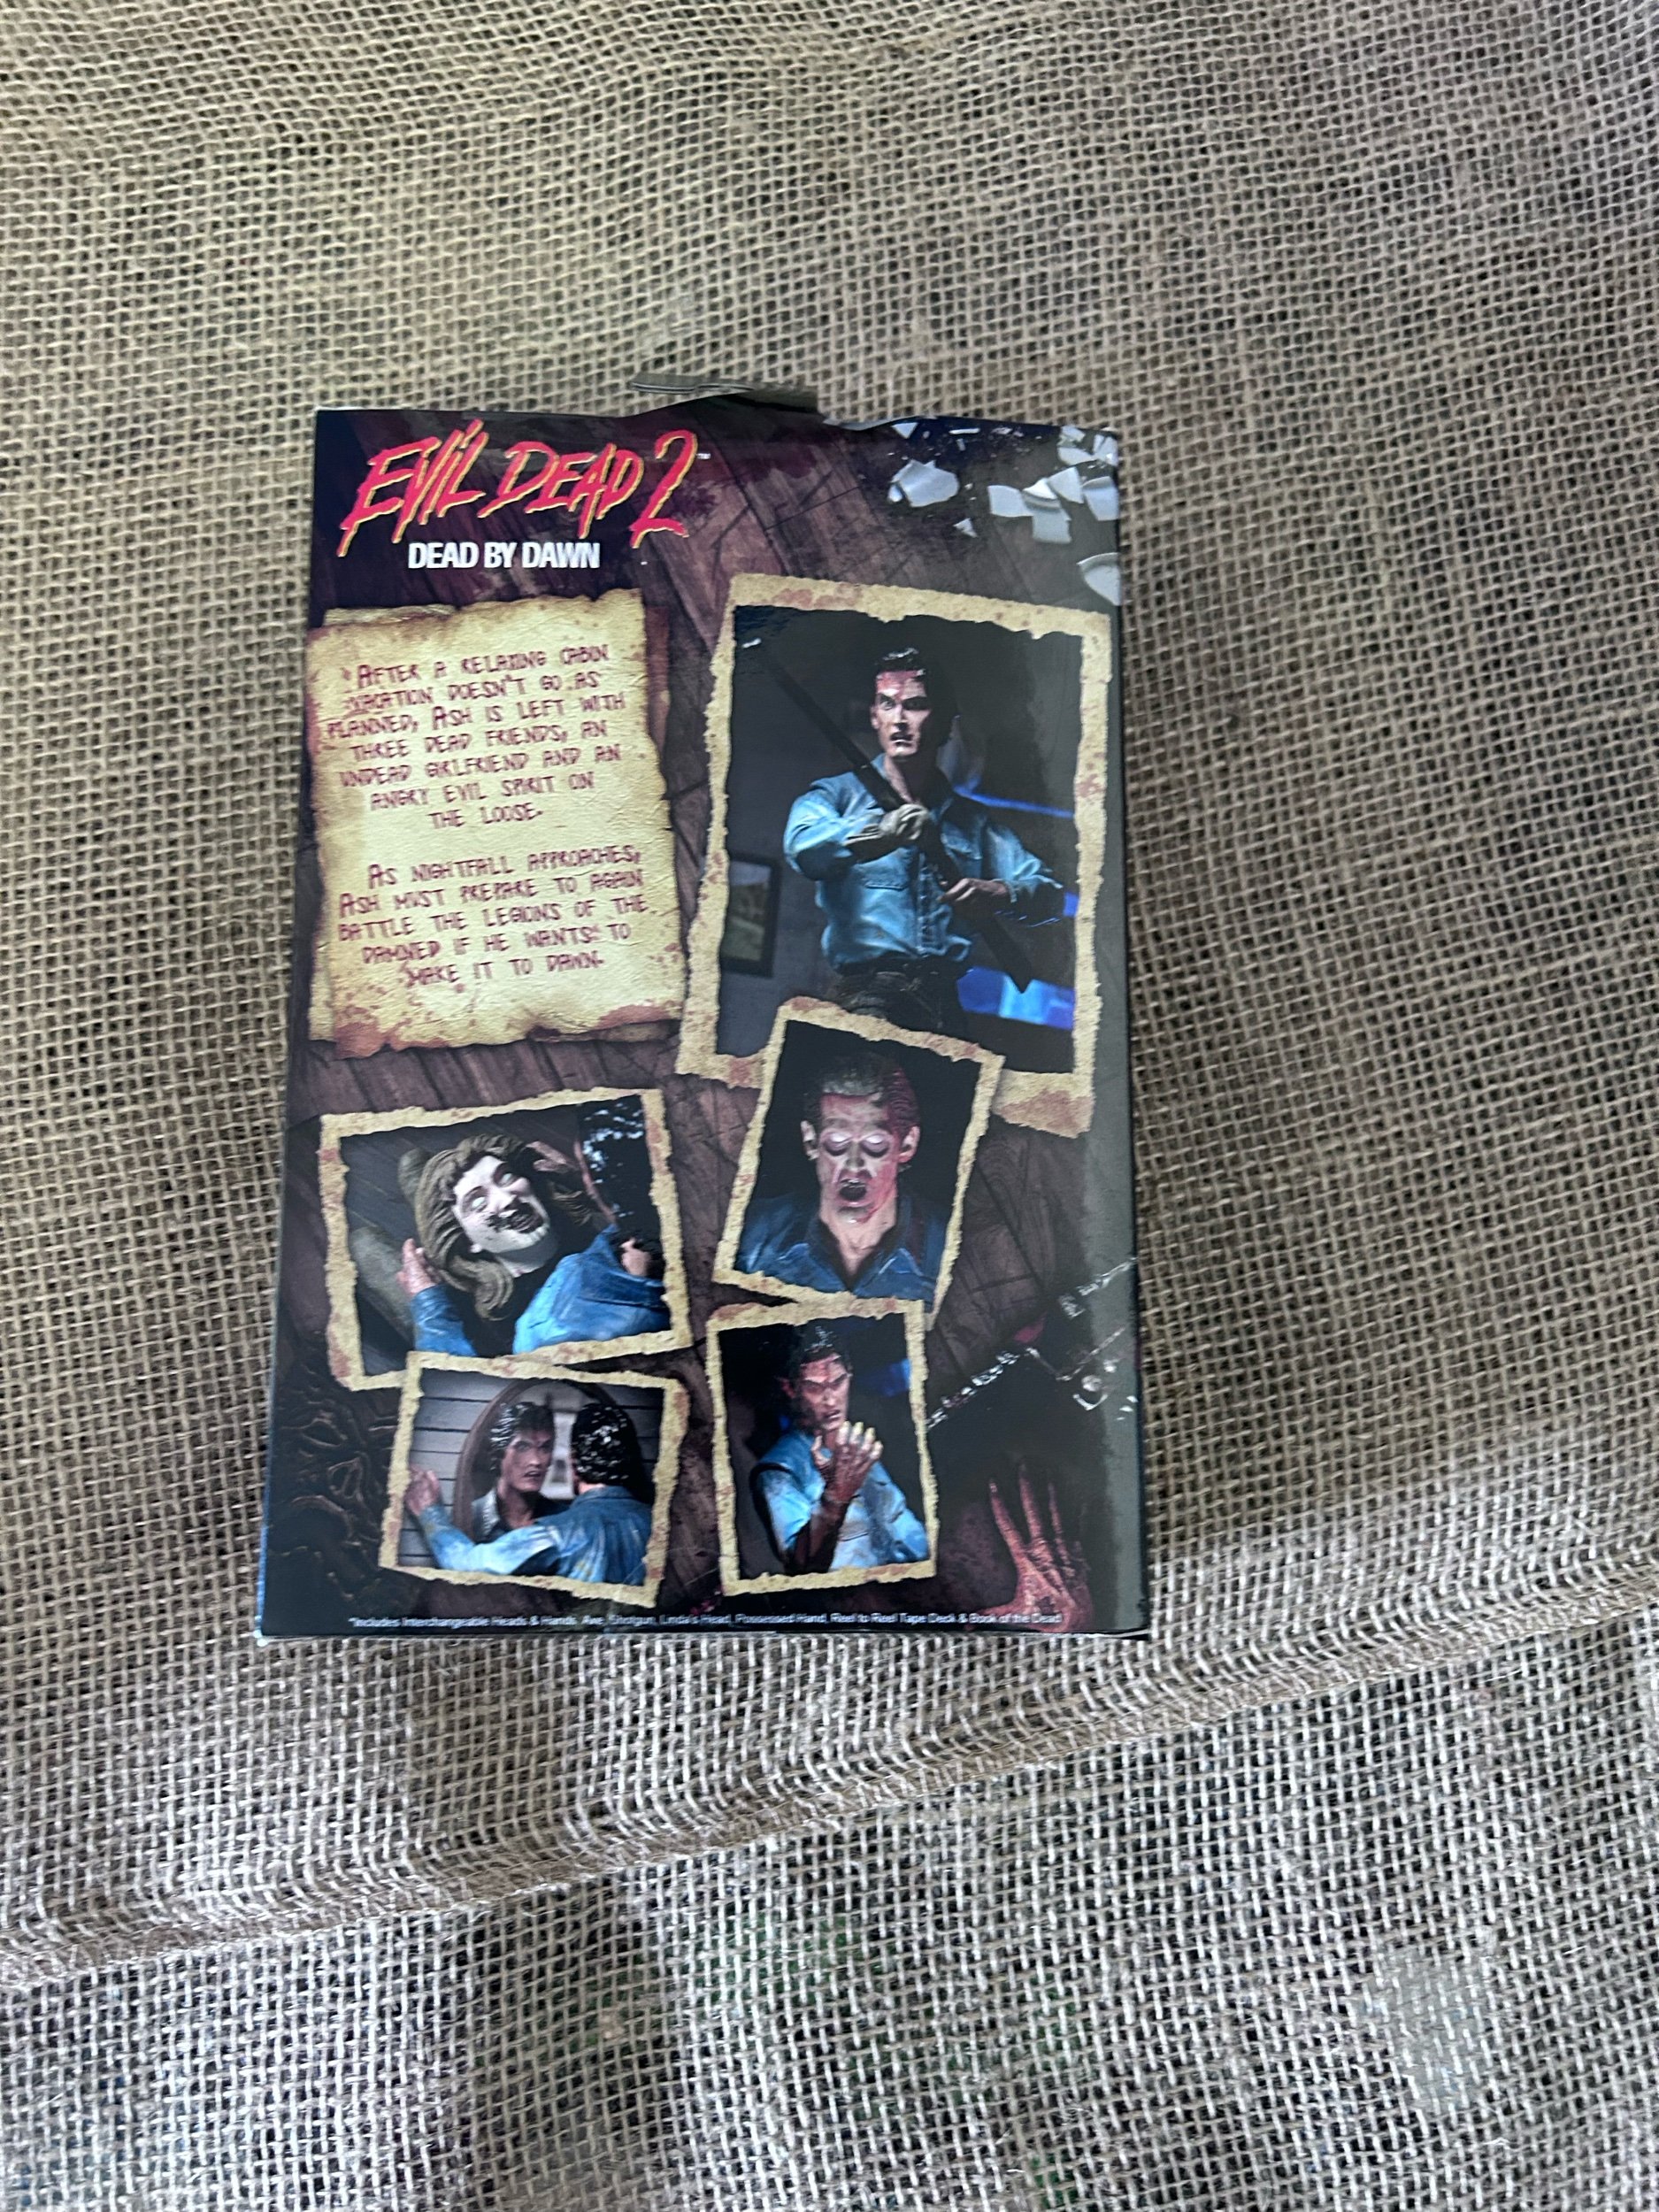 EVIL DEAD 2™
DEAD BY DAWN
AFTER A RELAXING CABIN
VACATION DOESN'T GO AS
PLANNED, ASH IS LEFT WITH
THREE DEAD FRIENDS, AN
UNDEAD GIRLFRIEND AND AN
ANGRY EVIL SPIRIT ON
THE LOOSE.
AS NIGHTFALL APPROACHES,
ASH MUST PREPARE TO AGAIN
BATTLE THE LEGIONS OF THE
DAMNED IF HE WANTS TO
MAKE IT TO DAWN.
*Includes Interchangeable Heads & Hands, Axe, Shotgun, Linda's Head, Possessed Hand, Reel to Reel Tape Deck & Book of the Dead